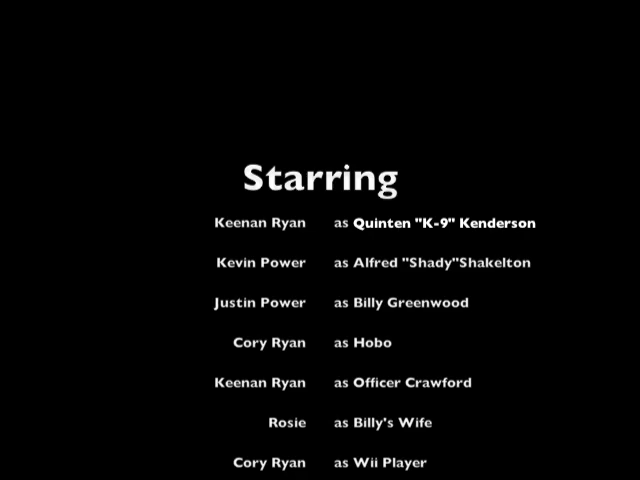 Starring
Keenan Ryan as Quinten "K-9" Kenderson
Kevin Power as Alfred "Shady"Shakelton
Justin Power as Billy Greenwood
Cory Ryan as Hobo
Keenan Ryan as Officer Crawford
Rosie as Billy's Wife
Cory Ryan as Wii Player